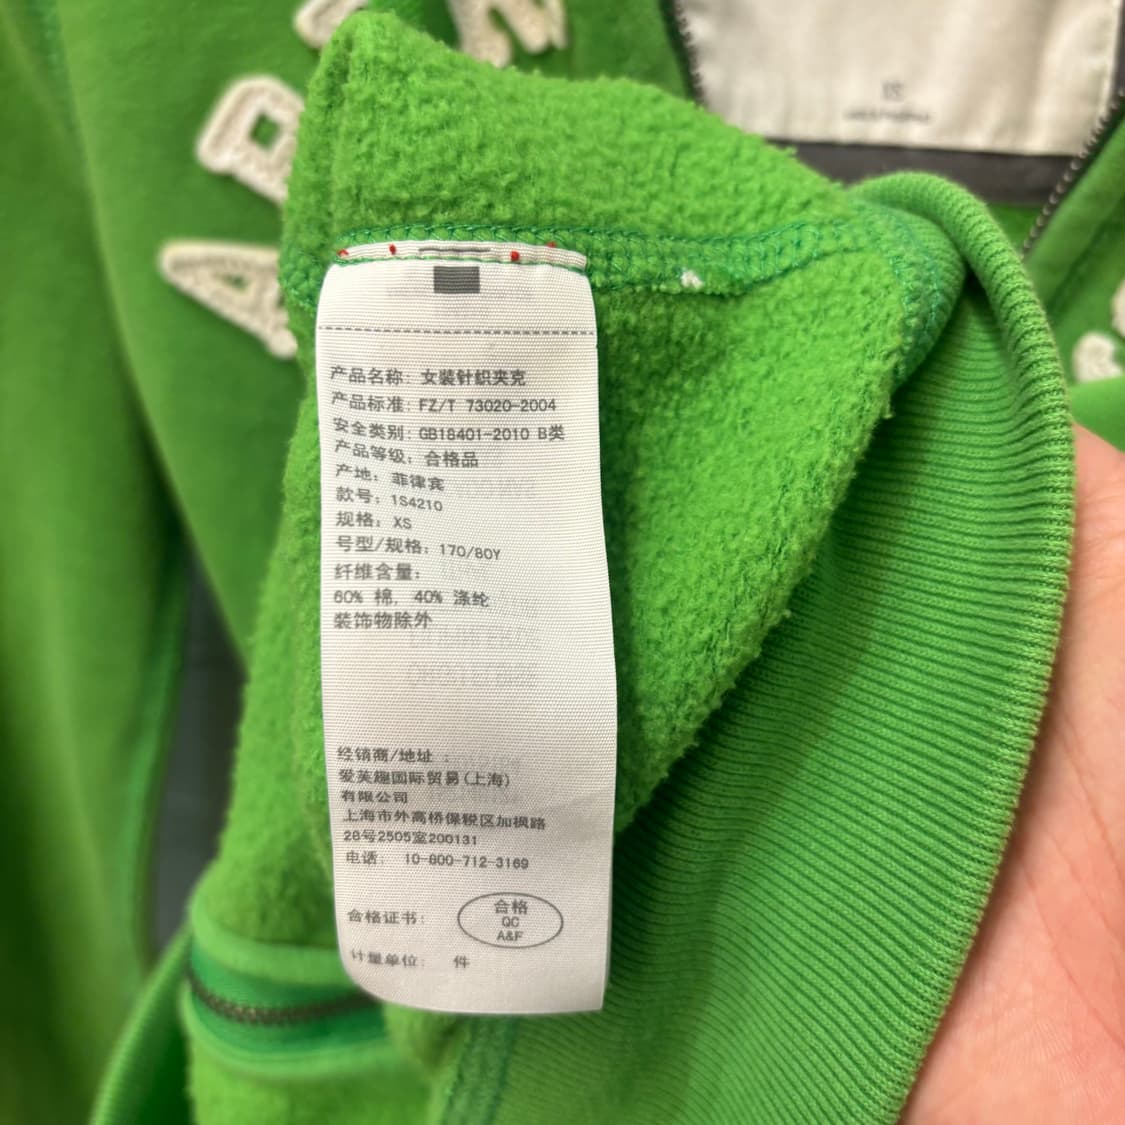 产品名称: 女装针织夹克
产品标准: FZ/T 73020-2004
安全类别: GB18401-2010 B类
产品等级: 合格品
产地: 菲律宾
款号: 1S4210
规格: XS
号型/规格: 170/80Y
纤维含量:
60% 棉, 40% 涤纶
装饰物除外
经销商/地址 :
爱芙趣国际贸易(上海)
有限公司
上海市外高桥保税区加枫路
28号2505室200131
电话: 10-800-712-3169
合格证书:
合格
QC
A&F
计量单位: 件